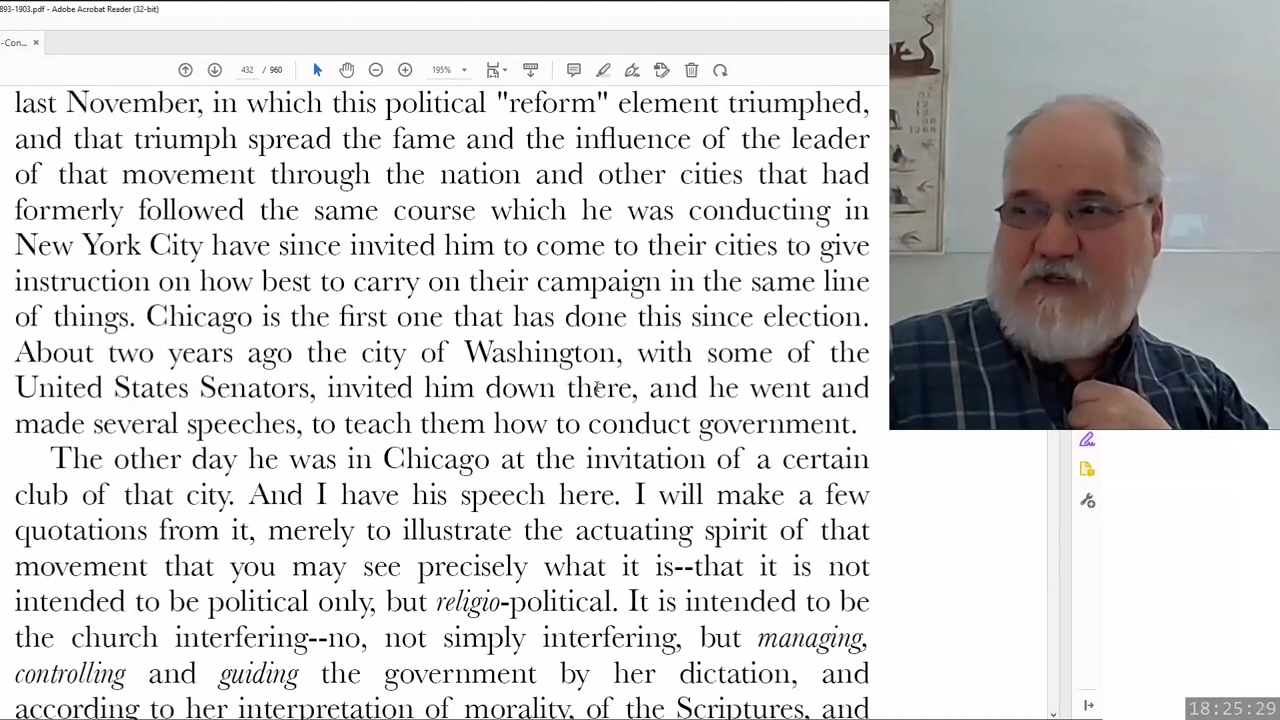 893-1903.pdf - Adobe Acrobat Reader (32-bit)
-Con...
432 / 960
195%
last November, in which this political "reform" element triumphed,
and that triumph spread the fame and the influence of the leader
of that movement through the nation and other cities that had
formerly followed the same course which he was conducting in
New York City have since invited him to come to their cities to give
instruction on how best to carry on their campaign in the same line
of things. Chicago is the first one that has done this since election.
About two years ago the city of Washington, with some of the
United States Senators, invited him down there, and he went and
made several speeches, to teach them how to conduct government.
The other day he was in Chicago at the invitation of a certain
club of that city. And I have his speech here. I will make a few
quotations from it, merely to illustrate the actuating spirit of that
movement that you may see precisely what it is--that it is not
intended to be political only, but religio-political. It is intended to be
the church interfering--no, not simply interfering, but managing,
controlling and guiding the government by her dictation, and
according to her interpretation of morality, of the Scriptures, and
18:25:29